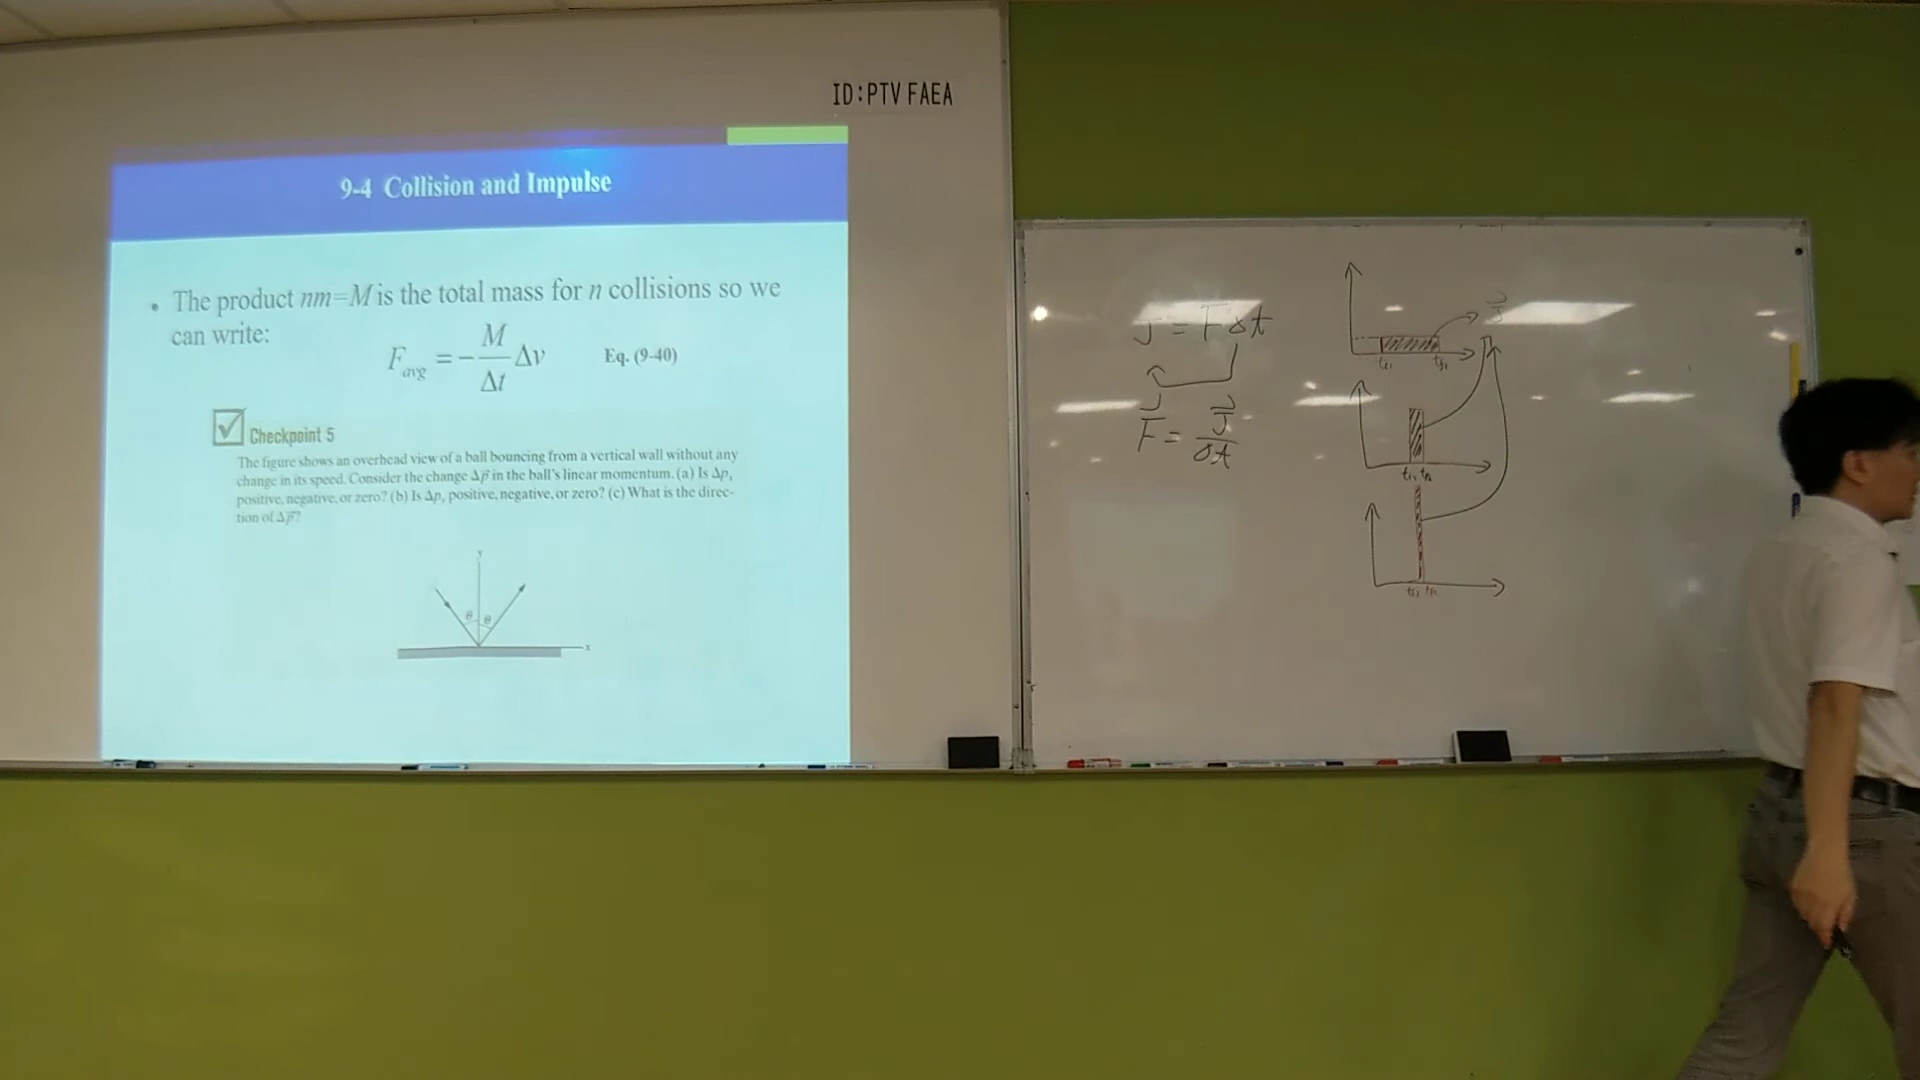 ID:PTV FAEA
9-4 Collision and Impulse
• The product nm=M is the total mass for n collisions so we
can write:
F_avg = − M/Δt Δv Eq. (9-40)
Checkpoint 5
The figure shows an overhead view of a ball bouncing from a vertical wall without any
change in its speed. Consider the change Δp⃗ in the ball's linear momentum. (a) Is Δp,
positive, negative, or zero? (b) Is Δp, positive, negative, or zero? (c) What is the direc-
tion of Δp⃗?
y
θ θ
x
J = F Δt
F = J/Δt
J